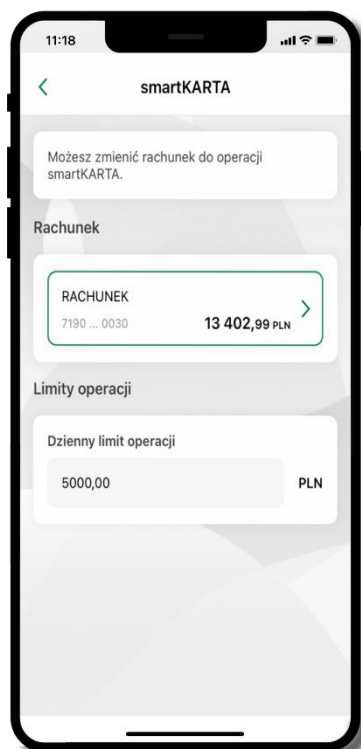 11:18
smartKARTA
Możesz zmienić rachunek do operacji
smartKARTA.
Rachunek
RACHUNEK
7190 ... 0030
13 402,99 PLN
Limity operacji
Dzienny limit operacji
5000,00
PLN